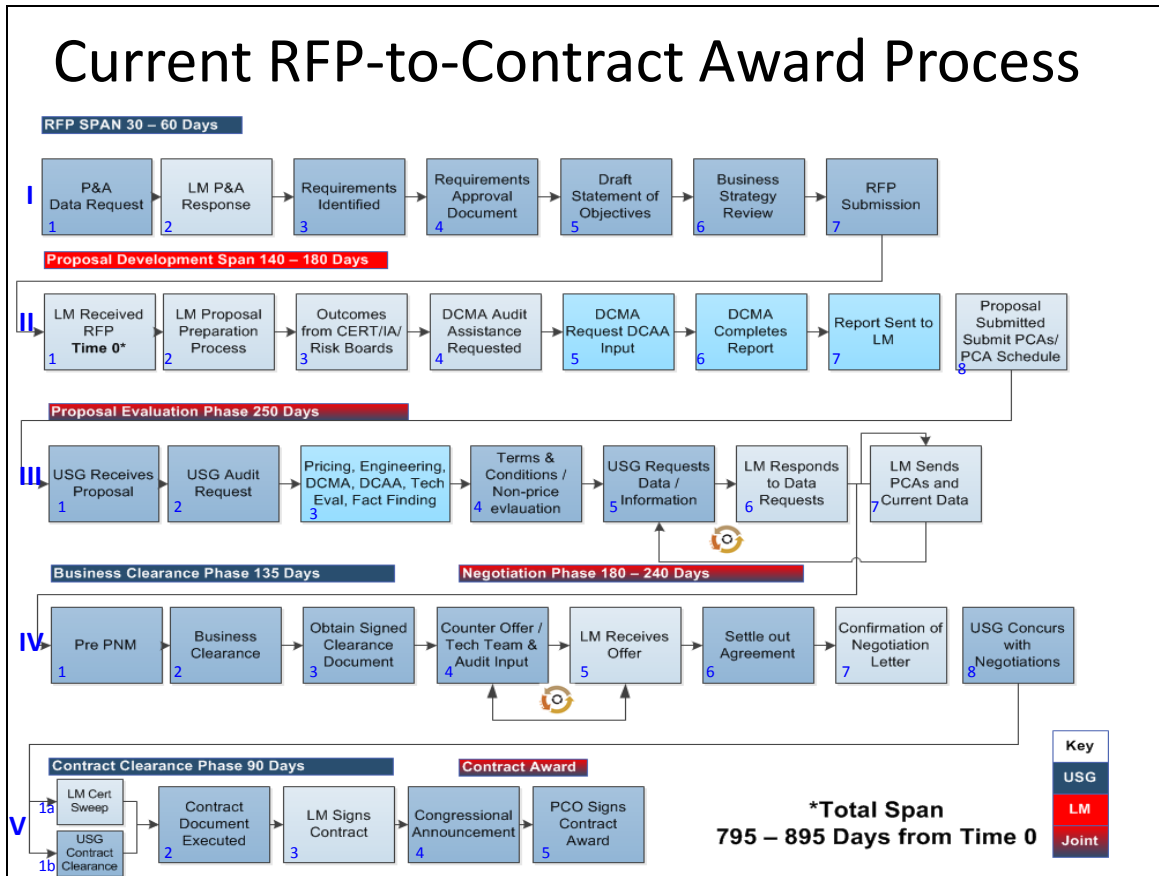 Current RFP-to-Contract Award Process
RFP SPAN 30 – 60 Days
I
P&A
Data Request
1
LM P&A
Response
2
Requirements
Identified
3
Requirements
Approval
Document
4
Draft
Statement of
Objectives
5
Business
Strategy
Review
6
RFP
Submission
7
Proposal Development Span 140 – 180 Days
II
LM Received
RFP
Time 0*
1
LM Proposal
Preparation
Process
2
Outcomes
from CERT/IA/
Risk Boards
3
DCMA Audit
Assistance
Requested
4
DCMA
Request DCAA
Input
5
DCMA
Completes
Report
6
Report Sent to
LM
7
Proposal
Submitted
Submit PCAs/
PCA Schedule
8
Proposal Evaluation Phase 250 Days
III
USG Receives
Proposal
1
USG Audit
Request
2
Pricing, Engineering,
DCMA, DCAA, Tech
Eval, Fact Finding
3
Terms &
Conditions /
Non-price
evlauation
4
USG Requests
Data /
Information
5
LM Responds
to Data
Requests
6
LM Sends
PCAs and
Current Data
7
Business Clearance Phase 135 Days
Negotiation Phase 180 – 240 Days
IV
Pre PNM
1
Business
Clearance
2
Obtain Signed
Clearance
Document
3
Counter Offer /
Tech Team &
Audit Input
4
LM Receives
Offer
5
Settle out
Agreement
6
Confirmation of
Negotiation
Letter
7
USG Concurs
with
Negotiations
8
Contract Clearance Phase 90 Days
Contract Award
V
LM Cert
Sweep
1a
USG
Contract
Clearance
1b
Contract
Document
Executed
2
LM Signs
Contract
3
Congressional
Announcement
4
PCO Signs
Contract
Award
5
*Total Span
795 – 895 Days from Time 0
Key
USG
LM
Joint